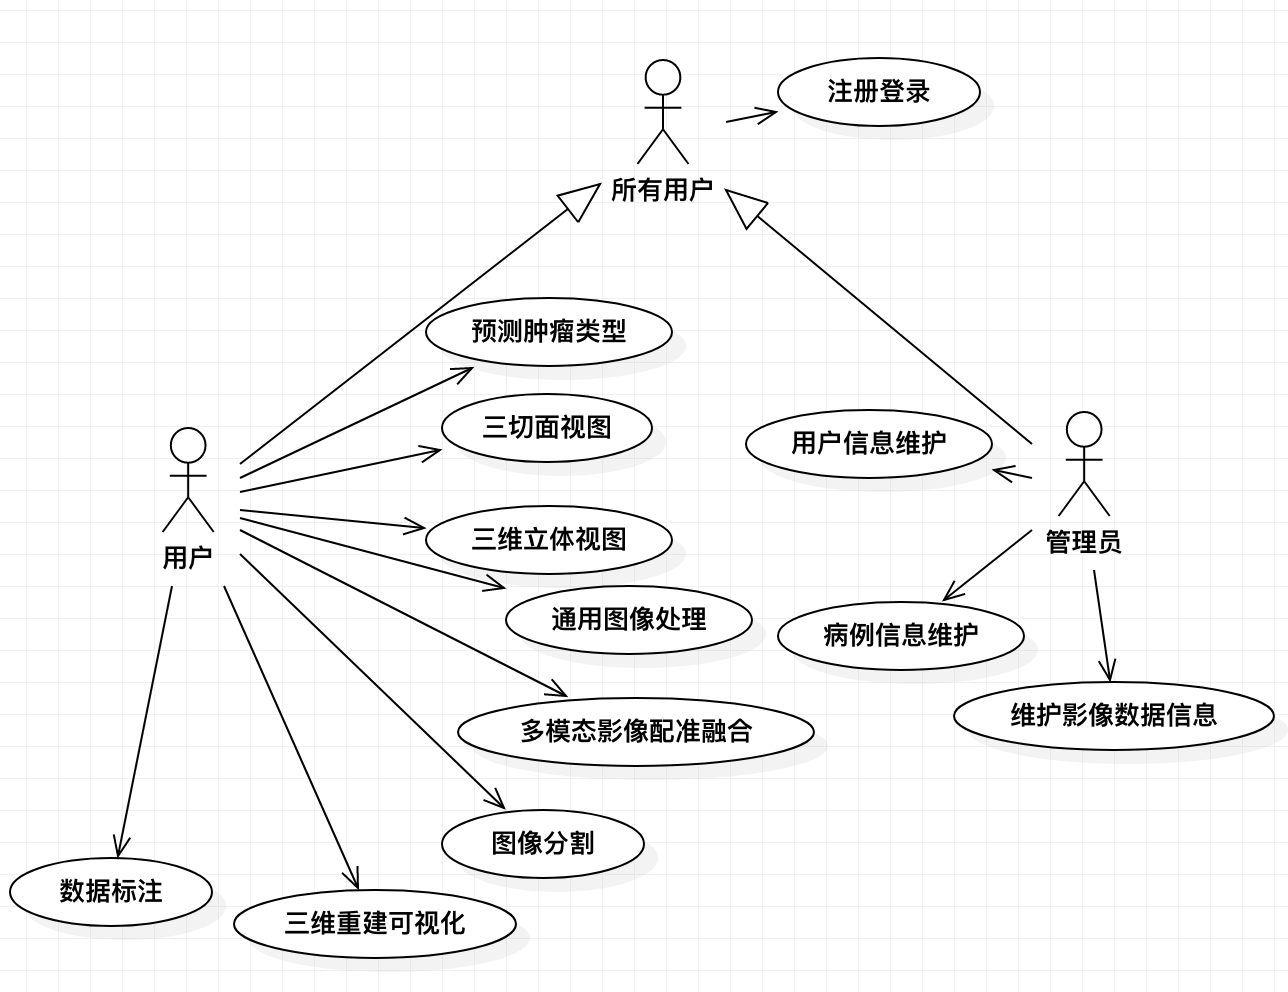 注册登录
所有用户
预测肿瘤类型
三切面视图
用户信息维护
三维立体视图
管理员
用户
通用图像处理
病例信息维护
维护影像数据信息
多模态影像配准融合
图像分割
数据标注
三维重建可视化